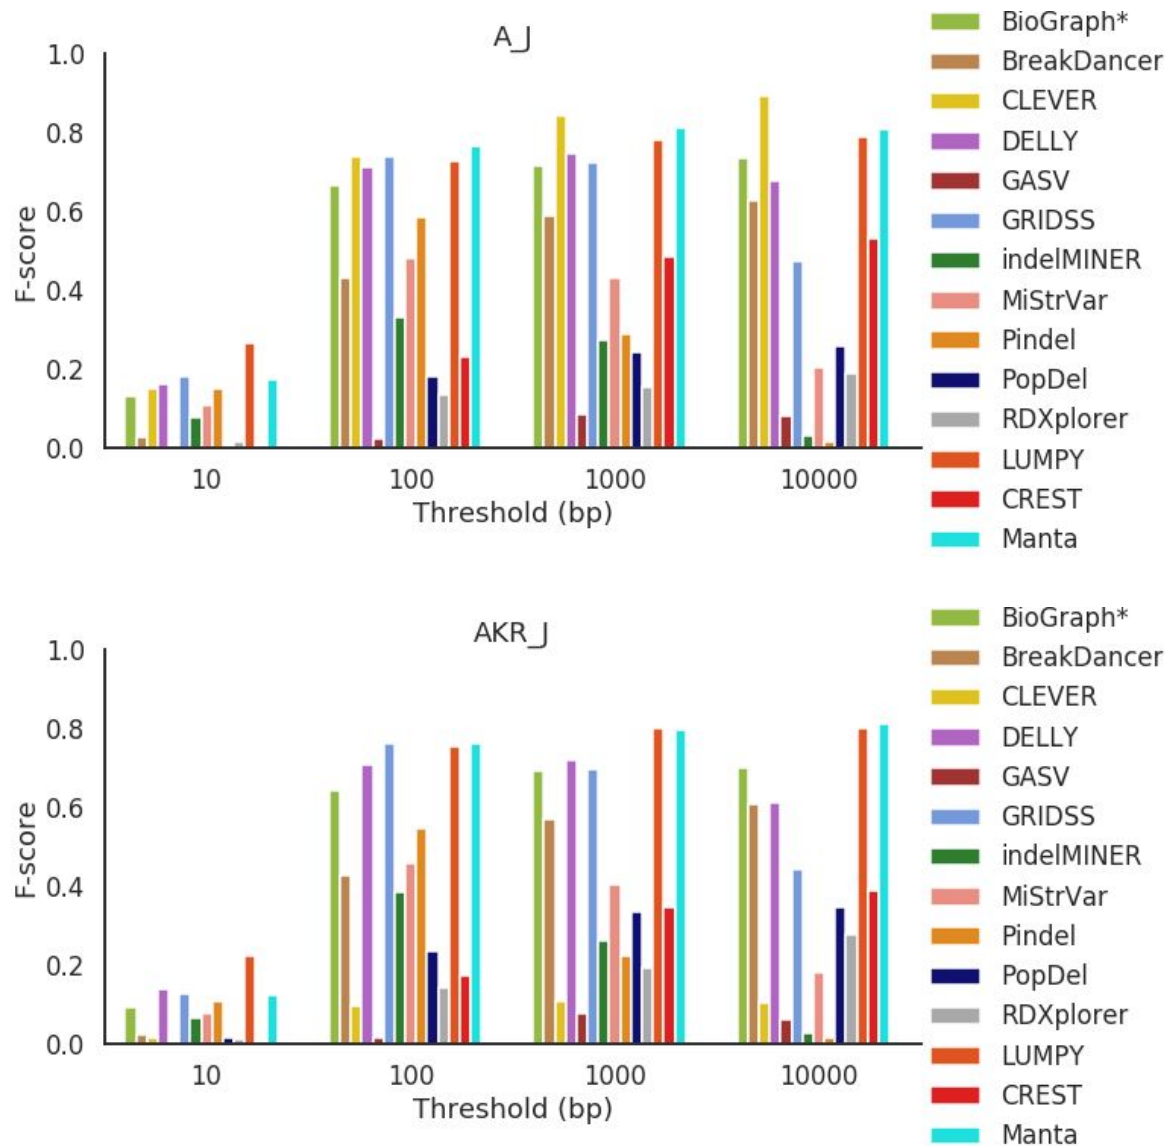 A_J
1.0
0.8
0.6
0.4
0.2
0.0
F-score
10 100 1000 10000
Threshold (bp)
BioGraph*
BreakDancer
CLEVER
DELLY
GASV
GRIDSS
indelMINER
MiStrVar
Pindel
PopDel
RDXplorer
LUMPY
CREST
Manta
AKR_J
1.0
0.8
0.6
0.4
0.2
0.0
F-score
10 100 1000 10000
Threshold (bp)
BioGraph*
BreakDancer
CLEVER
DELLY
GASV
GRIDSS
indelMINER
MiStrVar
Pindel
PopDel
RDXplorer
LUMPY
CREST
Manta